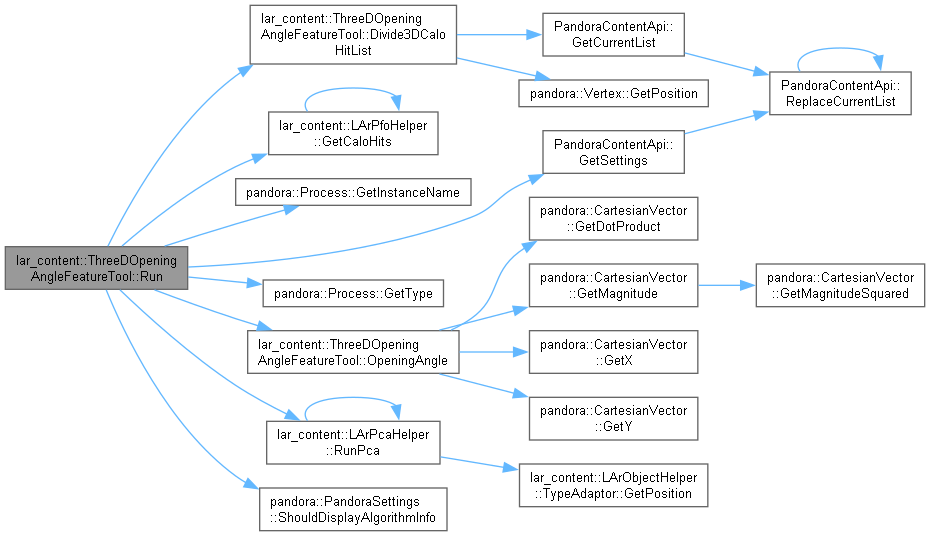 lar_content::ThreeDOpening
AngleFeatureTool::Run
lar_content::ThreeDOpening
AngleFeatureTool::Divide3DCalo
HitList
lar_content::LArPfoHelper
::GetCaloHits
pandora::Process::GetInstanceName
pandora::Process::GetType
lar_content::ThreeDOpening
AngleFeatureTool::OpeningAngle
lar_content::LArPcaHelper
::RunPca
pandora::PandoraSettings
::ShouldDisplayAlgorithmInfo
PandoraContentApi::
GetCurrentList
pandora::Vertex::GetPosition
PandoraContentApi::
GetSettings
pandora::CartesianVector
::GetDotProduct
pandora::CartesianVector
::GetMagnitude
pandora::CartesianVector
::GetX
pandora::CartesianVector
::GetY
lar_content::LArObjectHelper
::TypeAdaptor::GetPosition
PandoraContentApi::
ReplaceCurrentList
pandora::CartesianVector
::GetMagnitudeSquared